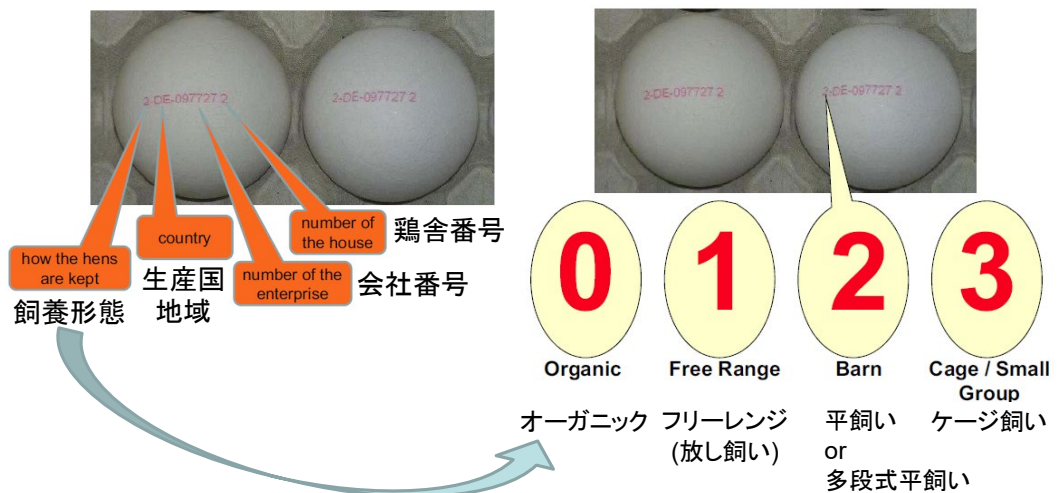 2-DE-097727 2
2-DE-097727 2
how the hens
are kept
飼養形態
country
生産国
地域
number of the
enterprise
会社番号
number of
the house
鶏舎番号
2-DE-097727 2
2-DE-097727 2
0
Organic
オーガニック
1
Free Range
フリーレンジ
(放し飼い)
2
Barn
平飼い
or
多段式平飼い
3
Cage / Small
Group
ケージ飼い